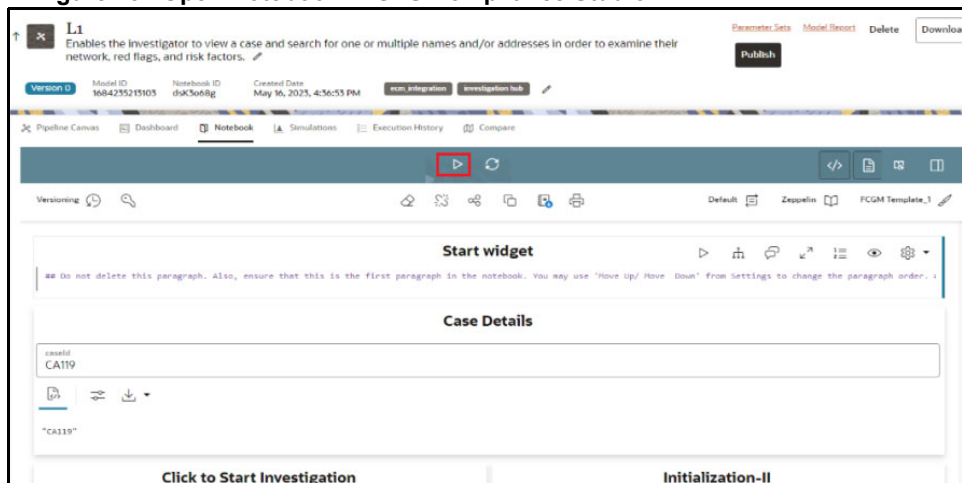 L1
Enables the investigator to view a case and search for one or multiple names and/or addresses in order to examine their
network, red flags, and risk factors.
Parameter Sets Model Report Delete Downloa
Publish
Version 0
Model ID
1684235213103
Notebook ID
dsK3o68g
Created Date
May 16, 2023, 4:36:53 PM
ecm_integration investigation hub
Pipeline Canvas Dashboard Notebook Simulations Execution History Compare
Versioning
Default Zeppelin FCGM Template_1
Start widget
## Do not delete this paragraph. Also, ensure that this is the first paragraph in the notebook. You may use 'Move Up/ Move Down' from Settings to change the paragraph order.
Case Details
caseId
CA119
"CA119"
Click to Start Investigation Initialization-II